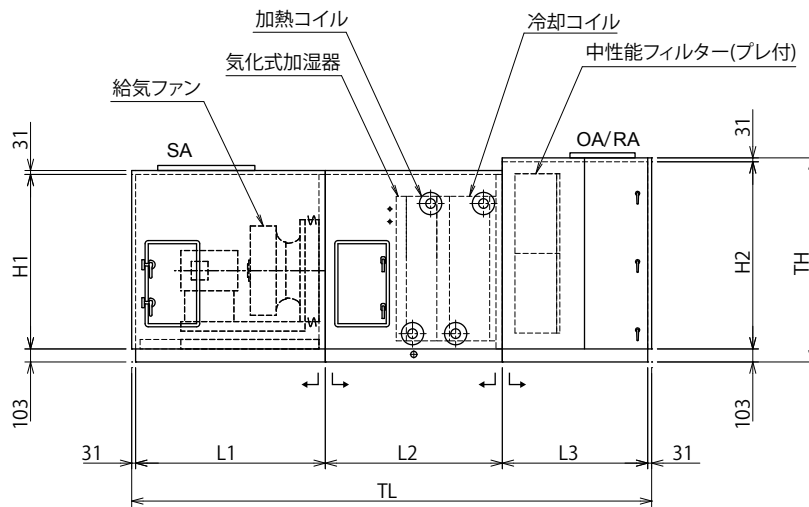 加熱コイル
冷却コイル
気化式加湿器
中性能フィルター(プレ付)
給気ファン
31
SA
OA/RA
31
H1
H2
TH
103
103
31
L1
L2
L3
31
TL